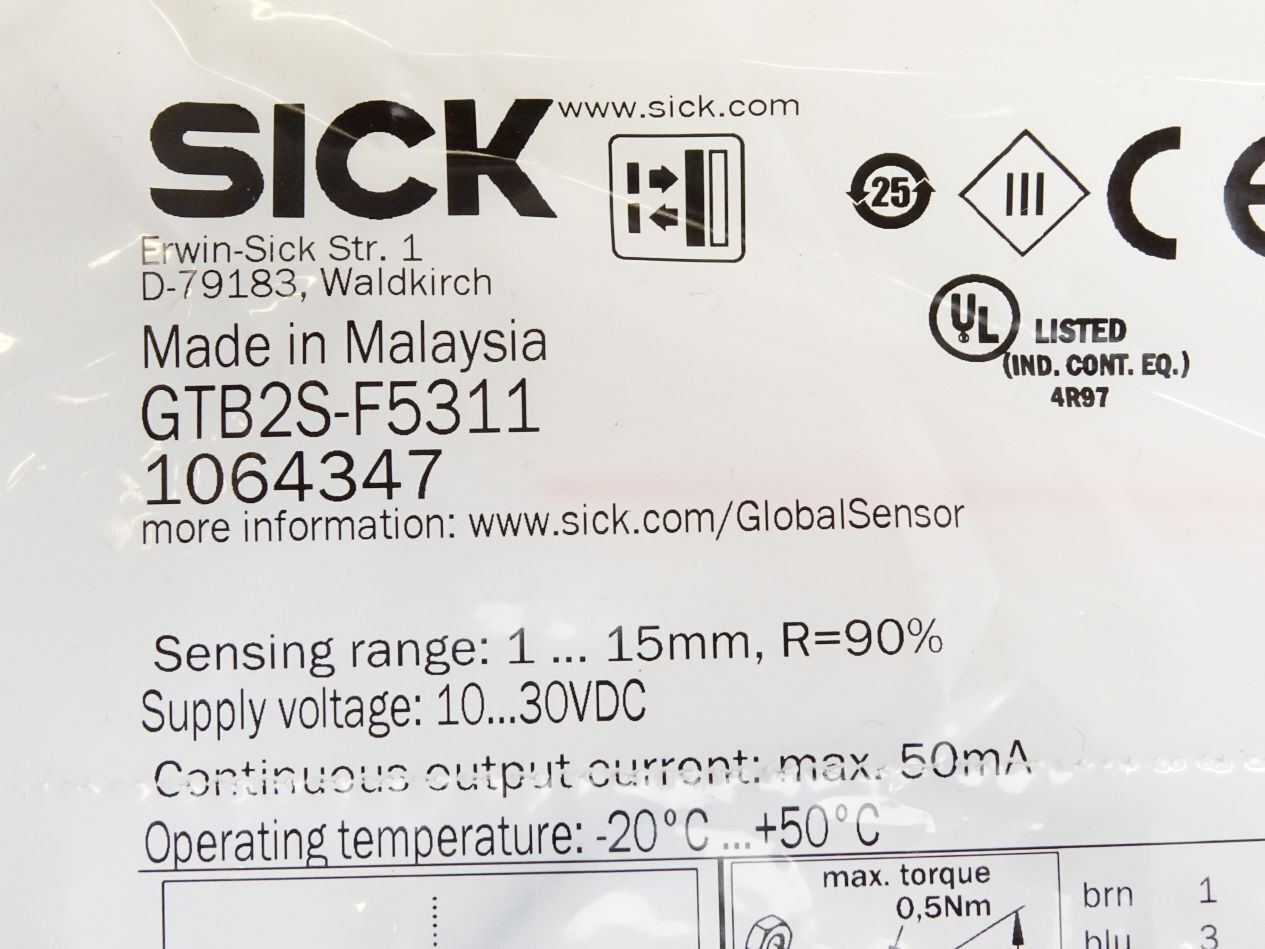 SICK www.sick.com
Erwin-Sick Str. 1
D-79183, Waldkirch
25
III
CE
Made in Malaysia
UL LISTED
(IND. CONT. EQ.)
4R97
GTB2S-F5311
1064347
more information: www.sick.com/GlobalSensor
Sensing range: 1 ... 15mm, R=90%
Supply voltage: 10...30VDC
Continuous output current: max. 50mA
Operating temperature: -20°C ...+50°C
max. torque
0,5Nm
brn 1
blu 3